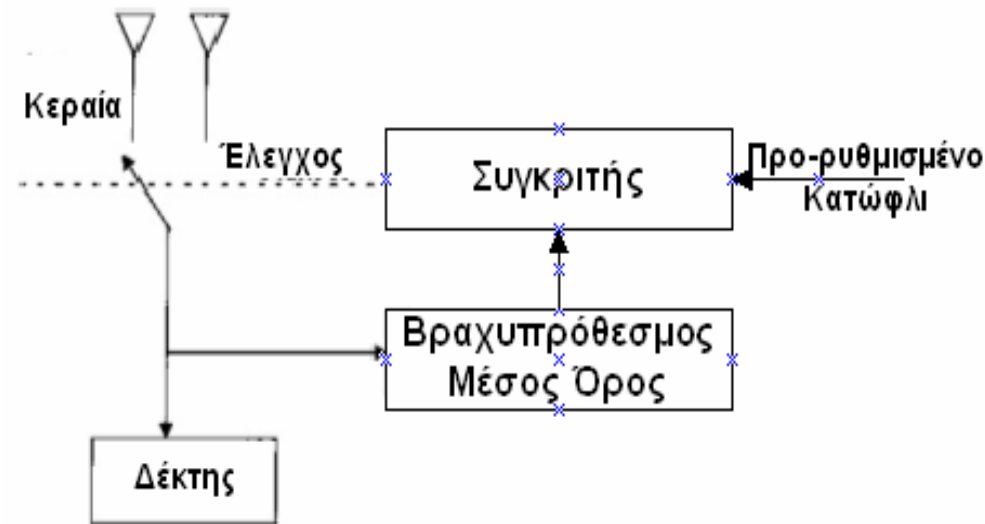 Κεραία
Έλεγχος
Συγκριτής
Προ-ρυθμισμένο
Κατώφλι
Βραχυπρόθεσμος
Μέσος Όρος
Δέκτης